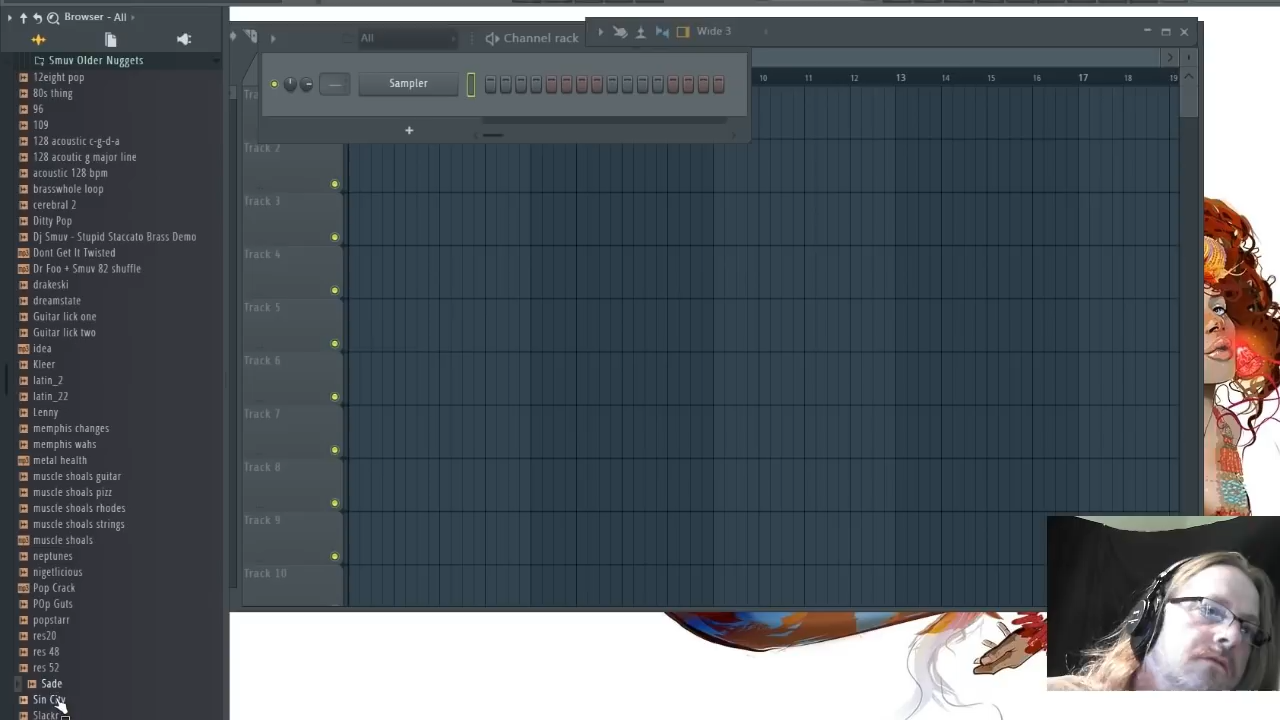 Browser - All
Smuv Older Nuggets
12eight pop
80s thing
96
109
128 acoustic c-g-d-a
128 acoutic g major line
acoustic 128 bpm
brasswhole loop
cerebral 2
Ditty Pop
Dj Smuv - Stupid Staccato Brass Demo
Dont Get It Twisted
Dr Foo + Smuv 82 shuffle
drakeski
dreamstate
Guitar lick one
Guitar lick two
idea
Kleer
latin_2
latin_22
Lenny
memphis changes
memphis wahs
metal health
muscle shoals guitar
muscle shoals pizz
muscle shoals rhodes
muscle shoals strings
muscle shoals
neptunes
nigetlicious
Pop Crack
POp Guts
popstarr
res20
res 48
res 52
Sade
Sin City
Slackr
All
Channel rack
Wide 3
Sampler
+
10 11 12 13 14 15 16 17 18 19
Tra
Track 2
Track 3
Track 4
Track 5
Track 6
Track 7
Track 8
Track 9
Track 10